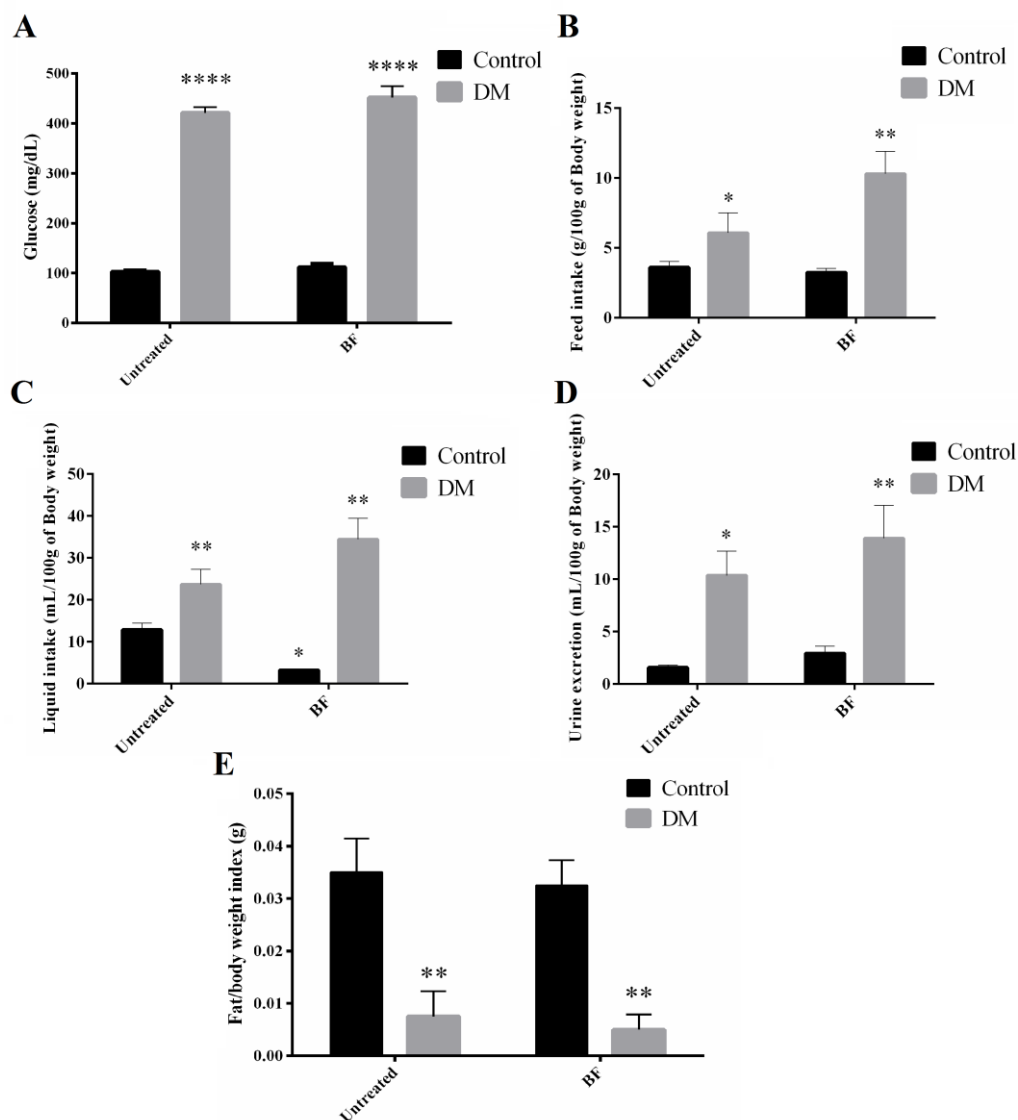 A
Control
DM
Glucose (mg/dL)
500
400
300
200
100
0
****
****
Untreated
BF
B
Control
DM
Feed intake (g/100g of Body weight)
15
10
5
0
*
**
Untreated
BF
C
Control
DM
Liquid intake (mL/100g of Body weight)
50
40
30
20
10
0
**
*
**
Untreated
BF
D
Control
DM
Urine excretion (mL/100g of Body weight)
20
15
10
5
0
*
**
Untreated
BF
E
Control
DM
Fat/body weight index (g)
0.05
0.04
0.03
0.02
0.01
0.00
**
**
Untreated
BF